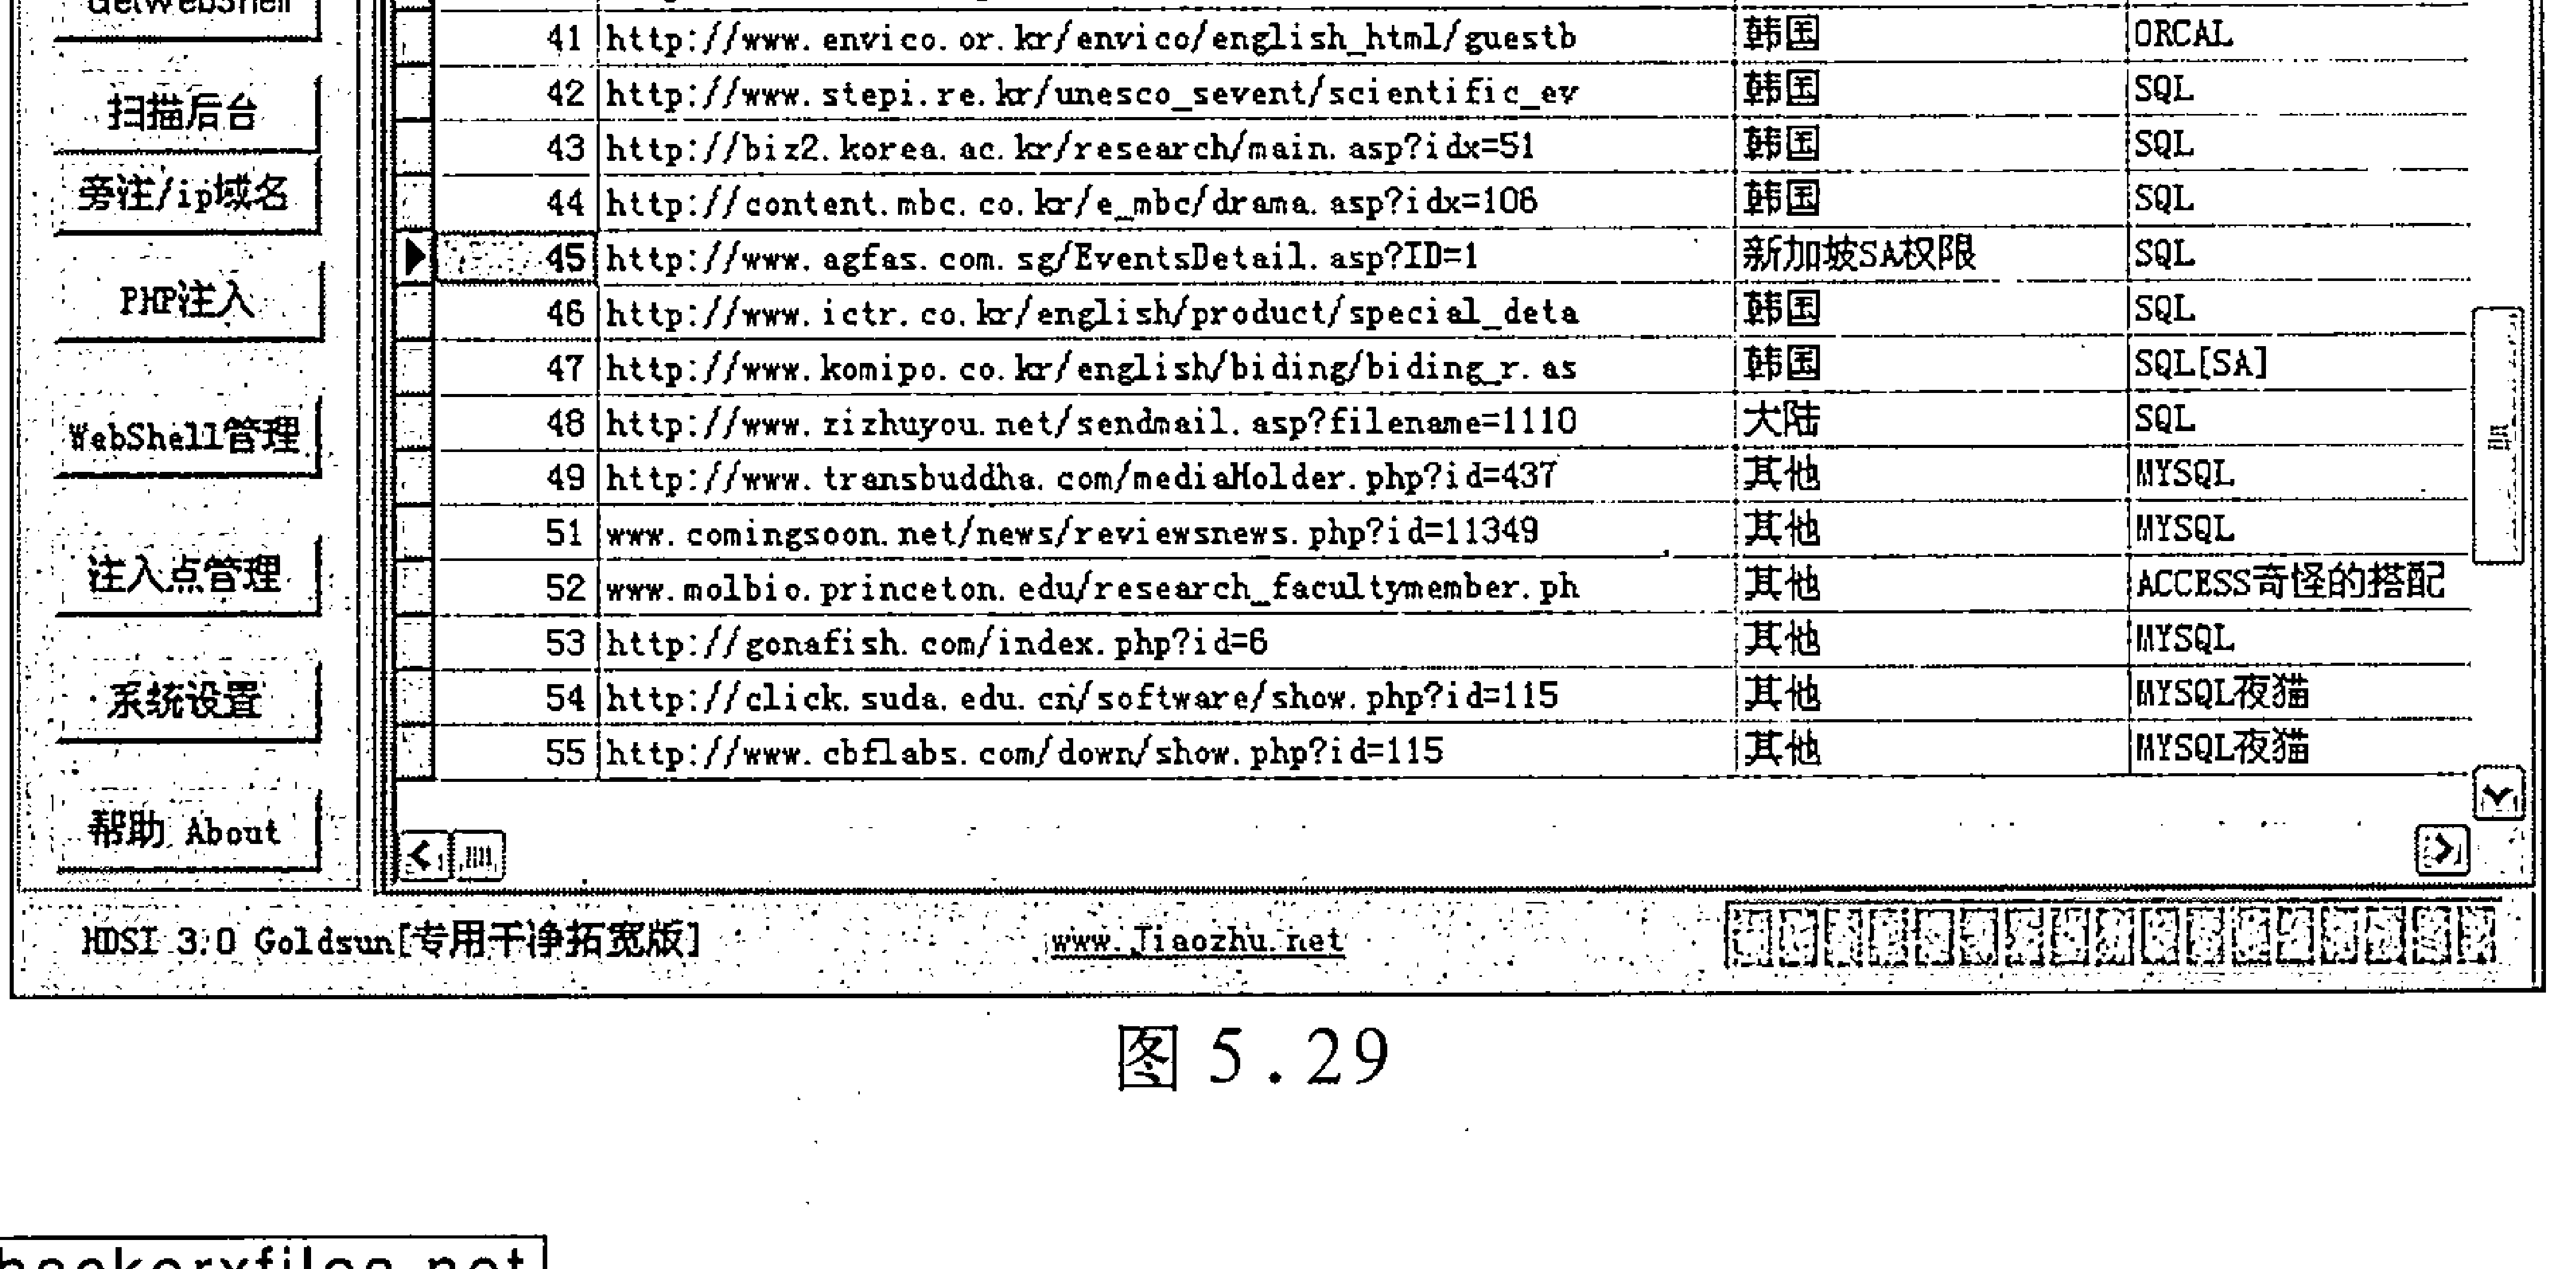 GetWebShell
扫描后台
旁注/ip域名
PHP注入
WebShell管理
注入点管理
系统设置
帮助 About
41 http://www.envico.or.kr/envico/english_html/guestb 韩国 ORCAL
42 http://www.stepi.re.kr/unesco_sevent/scientific_ev 韩国 SQL
43 http://biz2.korea.ac.kr/research/main.asp?idx=51 韩国 SQL
44 http://content.mbc.co.kr/e_mbc/drama.asp?idx=106 韩国 SQL
45 http://www.agfas.com.sg/EventsDetail.asp?ID=1 新加坡SA权限 SQL
46 http://www.ictr.co.kr/english/product/special_deta 韩国 SQL
47 http://www.komipo.co.kr/english/biding/biding_r.as 韩国 SQL[SA]
48 http://www.zizhuyou.net/sendmail.asp?filename=1110 大陆 SQL
49 http://www.transbuddha.com/mediaHolder.php?id=437 其他 MYSQL
51 www.comingsoon.net/news/reviewsnews.php?id=11349 其他 MYSQL
52 www.molbio.princeton.edu/research_facultymember.ph 其他 ACCESS奇怪的搭配
53 http://gonafish.com/index.php?id=6 其他 MYSQL
54 http://click.suda.edu.cn/software/show.php?id=115 其他 MYSQL夜猫
55 http://www.cbflabs.com/down/show.php?id=115 其他 MYSQL夜猫
HDSI 3.0 Goldsun[专用干净拓宽版] www.Jiaozhu.net
图 5.29
hackerxfiles.net